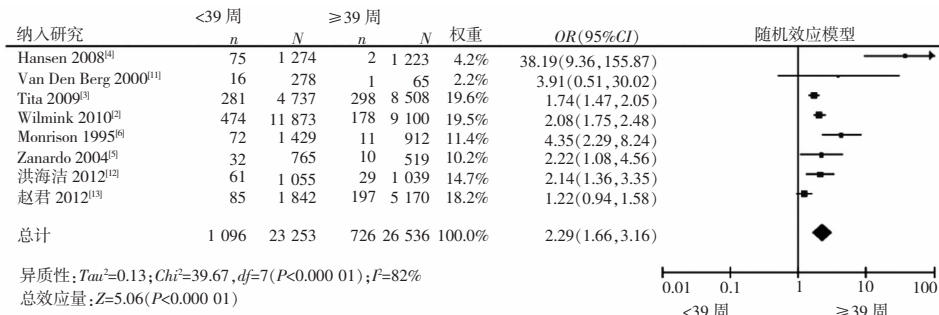 <39 周 ≥39 周
纳入研究 n N n N 权重 OR(95%CI) 随机效应模型
Hansen 2008[4] 75 1 274 2 1 223 4.2% 38.19(9.36,155.87)
Van Den Berg 2000[11] 16 278 1 65 2.2% 3.91(0.51,30.02)
Tita 2009[3] 281 4 737 298 8 508 19.6% 1.74(1.47,2.05)
Wilmink 2010[2] 474 11 873 178 9 100 19.5% 2.08(1.75,2.48)
Monrison 1995[6] 72 1 429 11 912 11.4% 4.35(2.29,8.24)
Zanardo 2004[5] 32 765 10 519 10.2% 2.22(1.08,4.56)
洪海洁 2012[12] 61 1 055 29 1 039 14.7% 2.14(1.36,3.35)
赵君 2012[13] 85 1 842 197 5 170 18.2% 1.22(0.94,1.58)
总计 1 096 23 253 726 26 536 100.0% 2.29(1.66,3.16)
异质性:Tau²=0.13;Chi²=39.67,df=7(P<0.000 01);I²=82%
总效应量:Z=5.06(P<0.000 01)
0.01 0.1 1 10 100
<39 周 ≥39 周